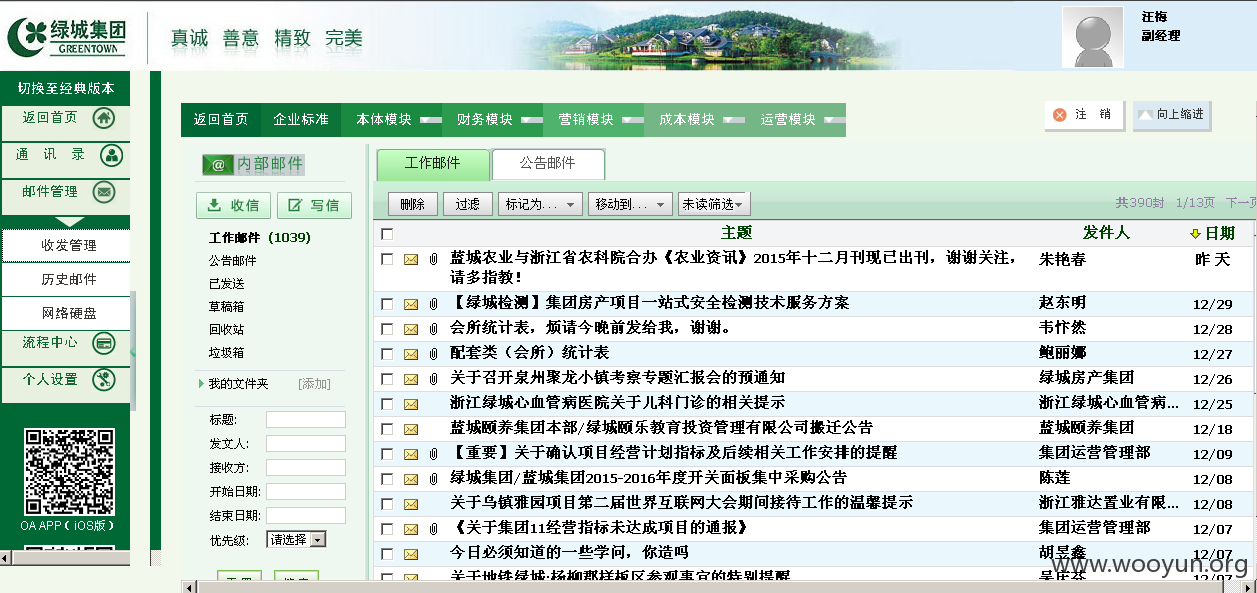 绿城集团
GREENTOWN
真诚 善意 精致 完美
汪梅
副经理
切换至经典版本
返回首页
通 讯 录
邮件管理
收发管理
历史邮件
网络硬盘
流程中心
个人设置
OA APP（iOS版）
返回首页 企业标准 本体模块 财务模块 营销模块 成本模块 运营模块
注 销 向上缩进
@ 内部邮件
收信 写信
工作邮件 (1039)
公告邮件
已发送
草稿箱
回收站
垃圾箱
我的文件夹 [添加]
标题:
发文人:
接收方:
开始日期:
结束日期:
优先级: 请选择
工作邮件 公告邮件
删除 过滤 标记为... 移动到... 未读筛选
共390封 1/13页 下一页
主题 发件人 日期
蓝城农业与浙江省农科院合办《农业资讯》2015年十二月刊现已出刊，谢谢关注，
请多指教！ 朱艳春 昨天
【绿城检测】集团房产项目一站式安全检测技术服务方案 赵东明 12/29
会所统计表，烦请今晚前发给我，谢谢。 韦忤然 12/28
配套类（会所）统计表 鲍丽娜 12/27
关于召开泉州聚龙小镇考察专题汇报会的预通知 绿城房产集团 12/26
浙江绿城心血管病医院关于儿科门诊的相关提示 浙江绿城心血管病... 12/25
蓝城颐养集团本部/绿城颐乐教育投资管理有限公司搬迁公告 蓝城颐养集团 12/18
【重要】关于确认项目经营计划指标及后续相关工作安排的提醒 集团运营管理部 12/09
绿城集团/蓝城集团2015-2016年度开关面板集中采购公告 陈莲 12/08
关于乌镇雅园项目第二届世界互联网大会期间接待工作的温馨提示 浙江雅达置业有限... 12/08
《关于集团11经营指标未达成项目的通报》 集团运营管理部 12/07
今日必须知道的一些学问，你造吗 胡昱鑫 12/07
关于地铁绿城·杨柳郡样板区参观事宜的特别提醒 吴庆芬 12/07
www.wooyun.org